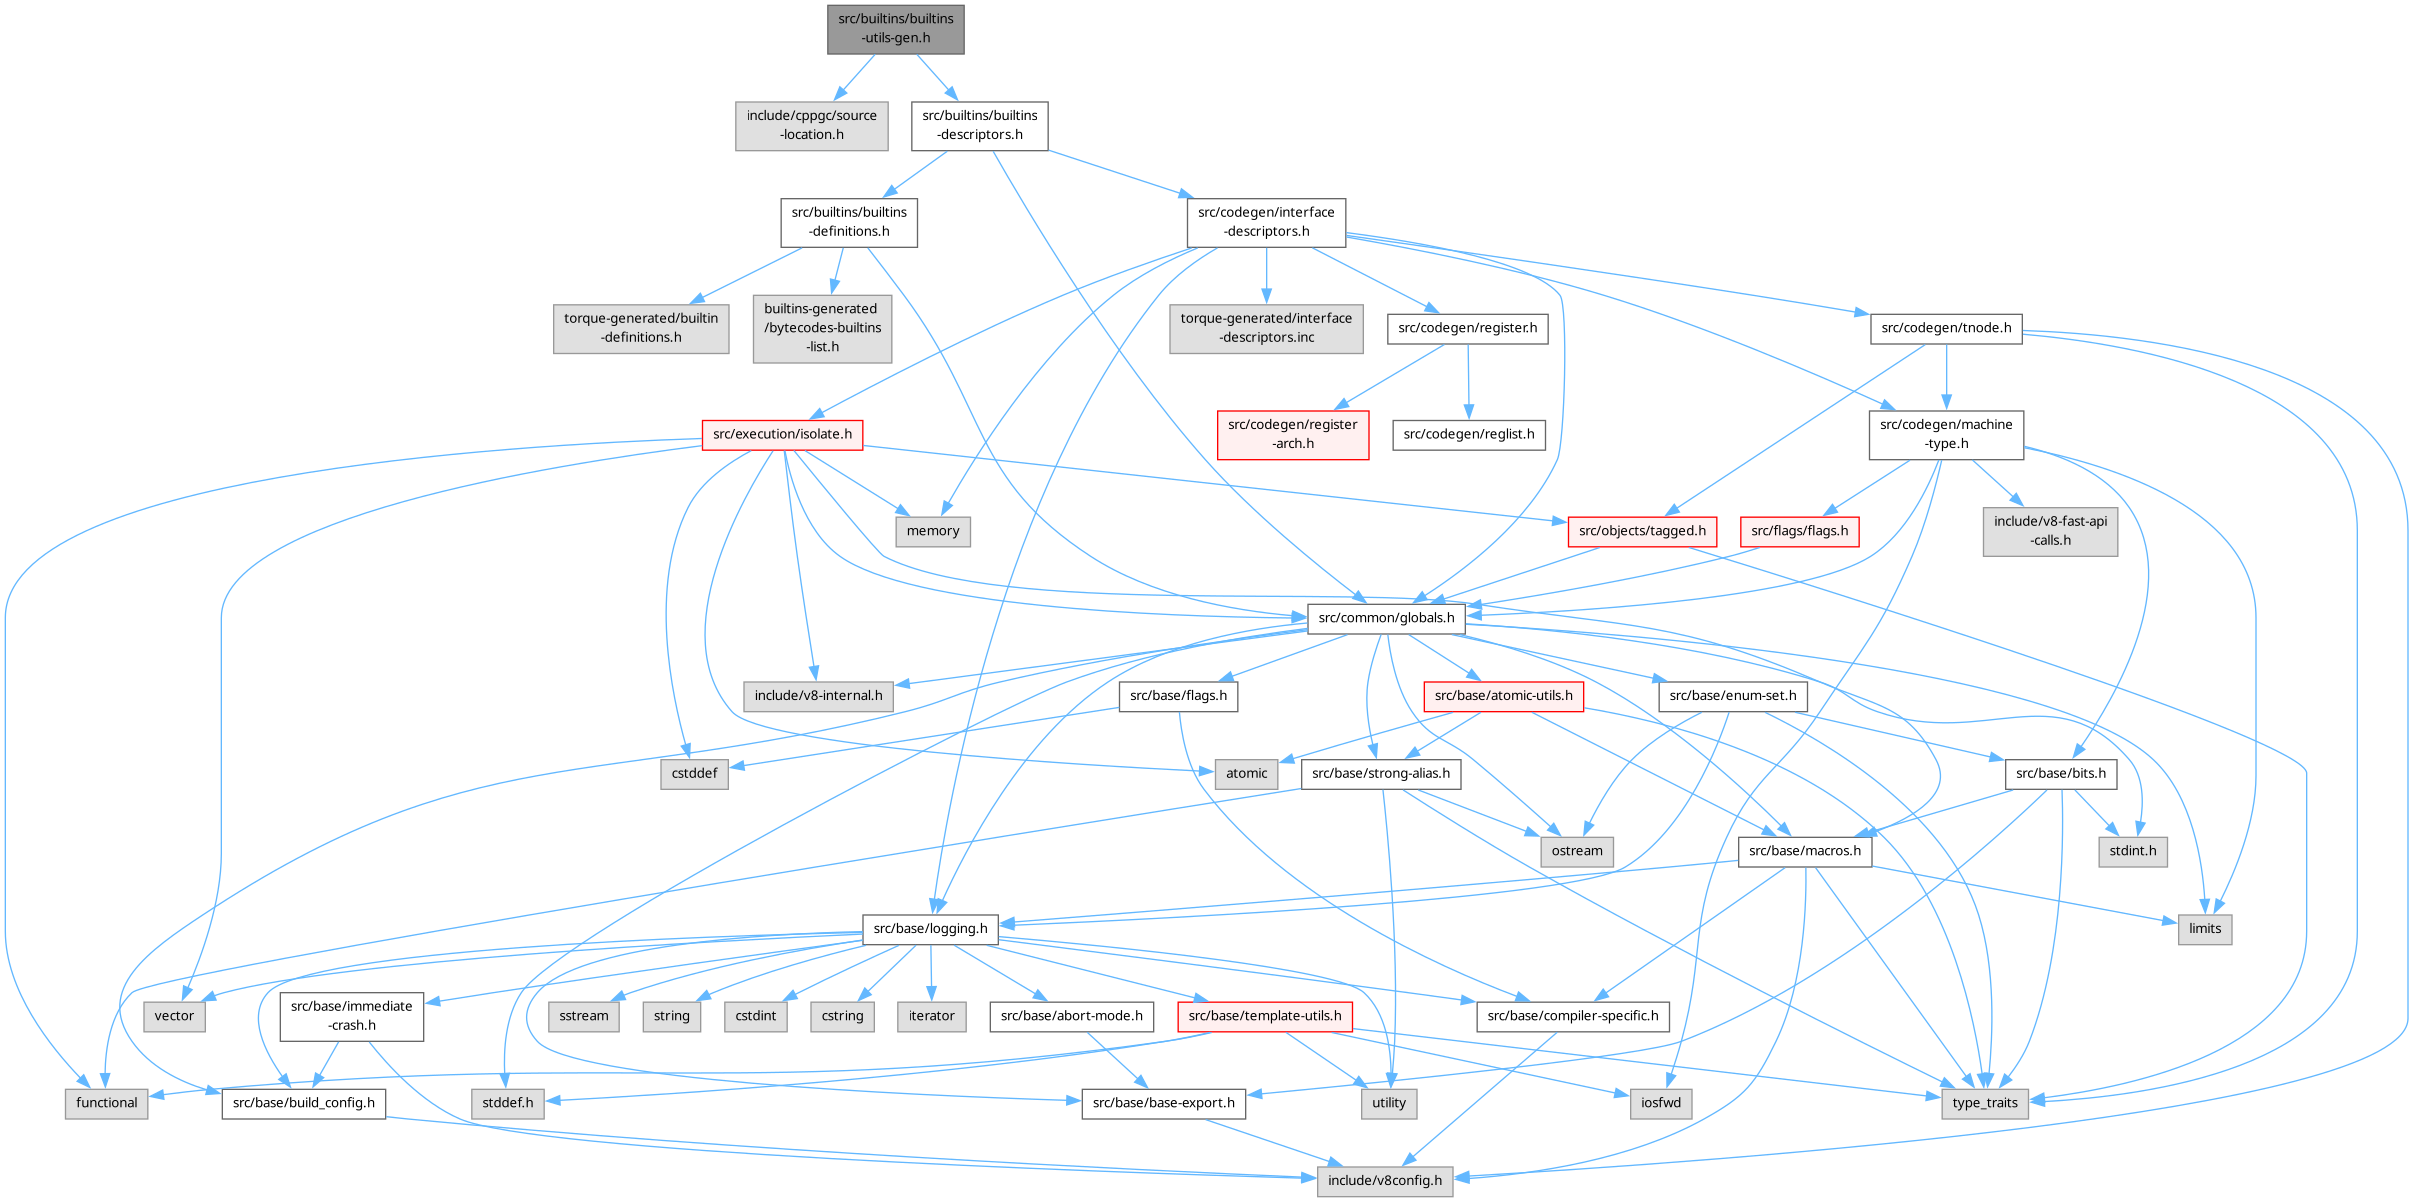 src/builtins/builtins
-utils-gen.h
include/cppgc/source
-location.h
src/builtins/builtins
-descriptors.h
src/builtins/builtins
-definitions.h
src/codegen/interface
-descriptors.h
torque-generated/builtin
-definitions.h
builtins-generated
/bytecodes-builtins
-list.h
torque-generated/interface
-descriptors.inc
src/codegen/register.h
src/codegen/tnode.h
src/execution/isolate.h
src/codegen/register
-arch.h
src/codegen/reglist.h
src/codegen/machine
-type.h
memory
src/objects/tagged.h
src/flags/flags.h
include/v8-fast-api
-calls.h
src/common/globals.h
include/v8-internal.h
src/base/flags.h
src/base/atomic-utils.h
src/base/enum-set.h
cstddef
atomic
src/base/strong-alias.h
src/base/bits.h
ostream
src/base/macros.h
stdint.h
src/base/logging.h
limits
vector
src/base/immediate
-crash.h
sstream
string
cstdint
cstring
iterator
src/base/abort-mode.h
src/base/template-utils.h
src/base/compiler-specific.h
functional
src/base/build_config.h
stddef.h
src/base/base-export.h
utility
iosfwd
type_traits
include/v8config.h